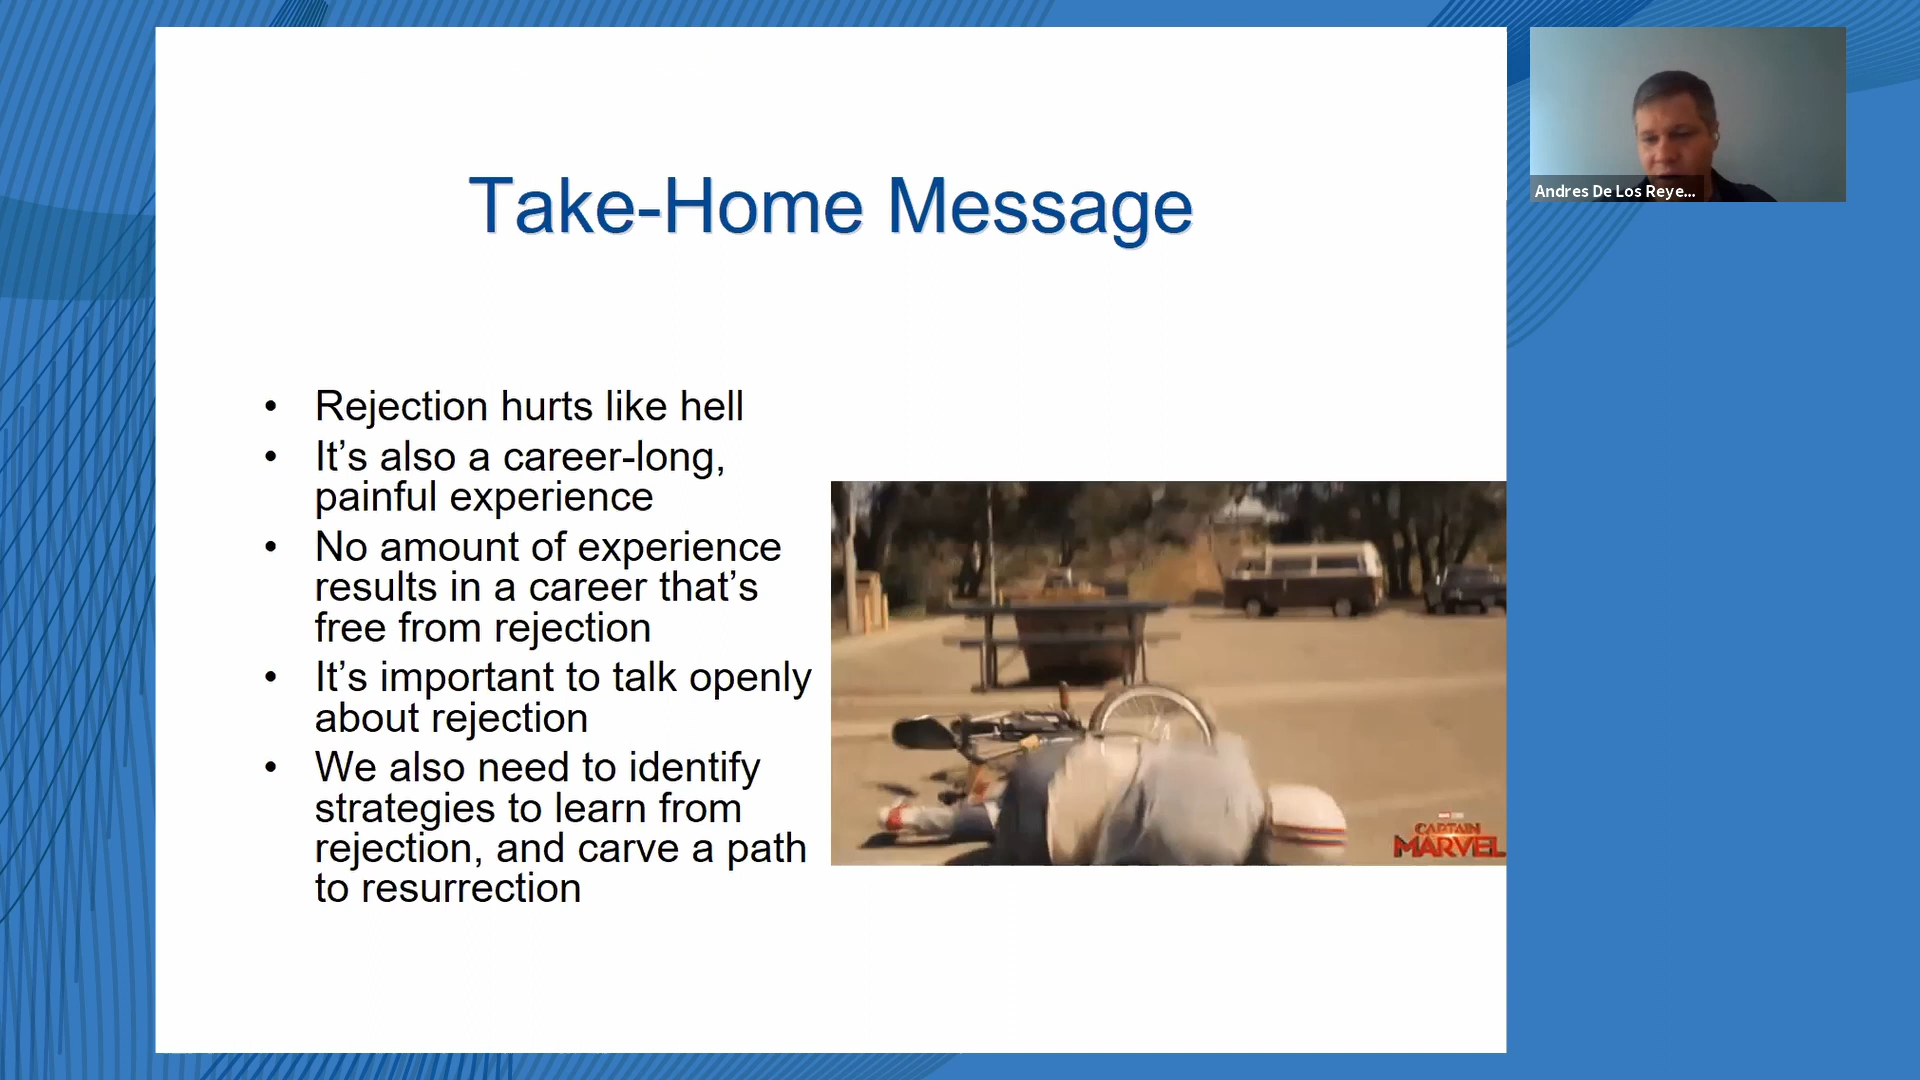 Take-Home Message
• Rejection hurts like hell
• It’s also a career-long,
painful experience
• No amount of experience
results in a career that’s
free from rejection
• It’s important to talk openly
about rejection
• We also need to identify
strategies to learn from
rejection, and carve a path
to resurrection
CAPTAIN
MARVEL
Andres De Los Reye...